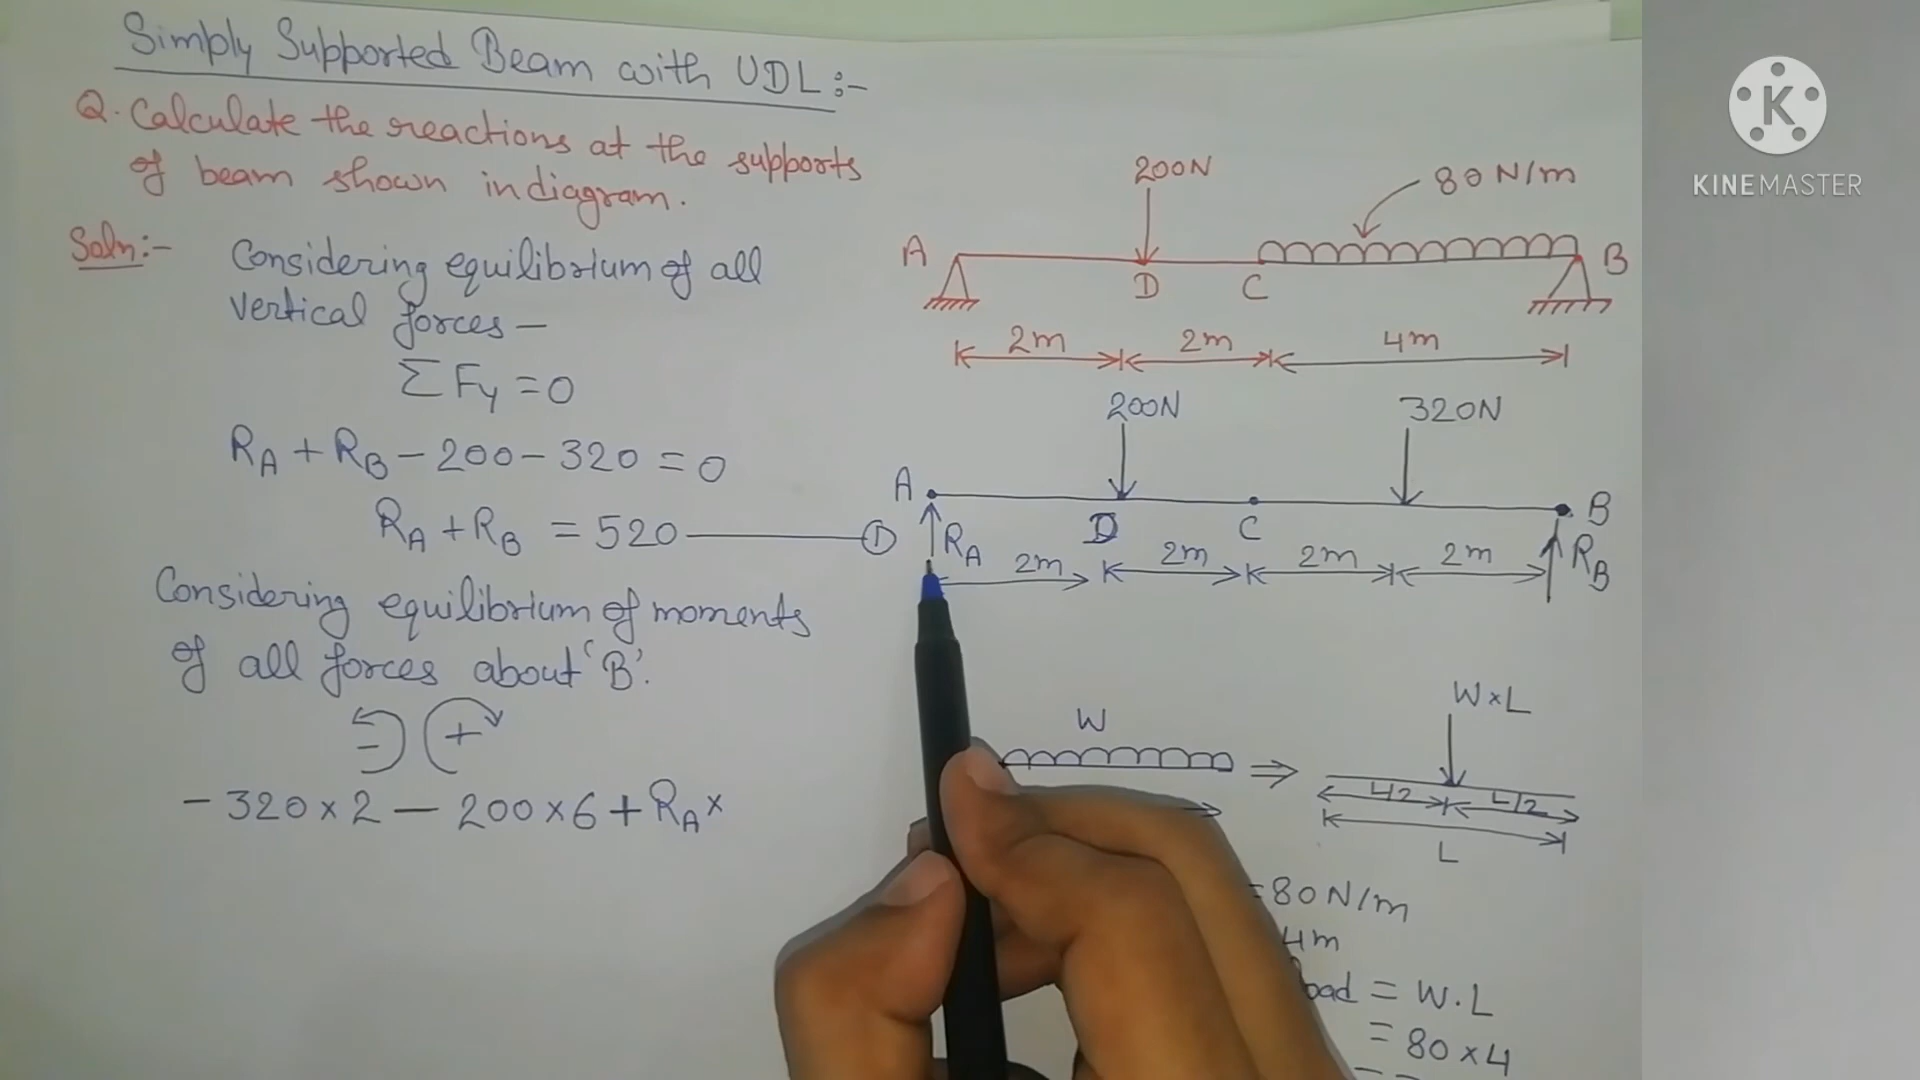 Simply Supported Beam with UDL:-
Q. Calculate the reactions at the supports
of beam shown in diagram.
Soln:- Considering equilibrium of all
vertical forces-
ΣFy = 0
RA + RB - 200 - 320 = 0
RA + RB = 520 ——— ①
Considering equilibrium of moments
of all forces about 'B'.
- +
- 320 × 2 - 200 × 6 + RA ×
200N 80 N/m
A D C B
2m 2m 4m
200N 320N
A D C B
RA RB
2m 2m 2m 2m
W ⇒ W×L
L/2 L/2
L
= 80 N/m
4m
load = W.L
= 80 × 4
K
KINEMASTER